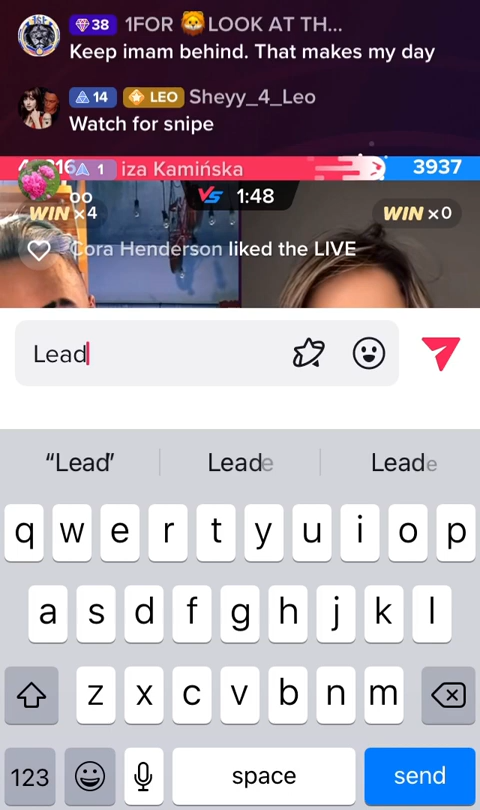 38 1FOR 🦁LOOK AT TH...
Keep imam behind. That makes my day
14 LEO Sheyy_4_Leo
Watch for snipe
1 iza Kamińska
3937
oo
VS 1:48
WIN ×4
WIN ×0
Cora Henderson liked the LIVE
Lead
“Lead” Leade Leade
q w e r t y u i o p
a s d f g h j k l
z x c v b n m
123 space send